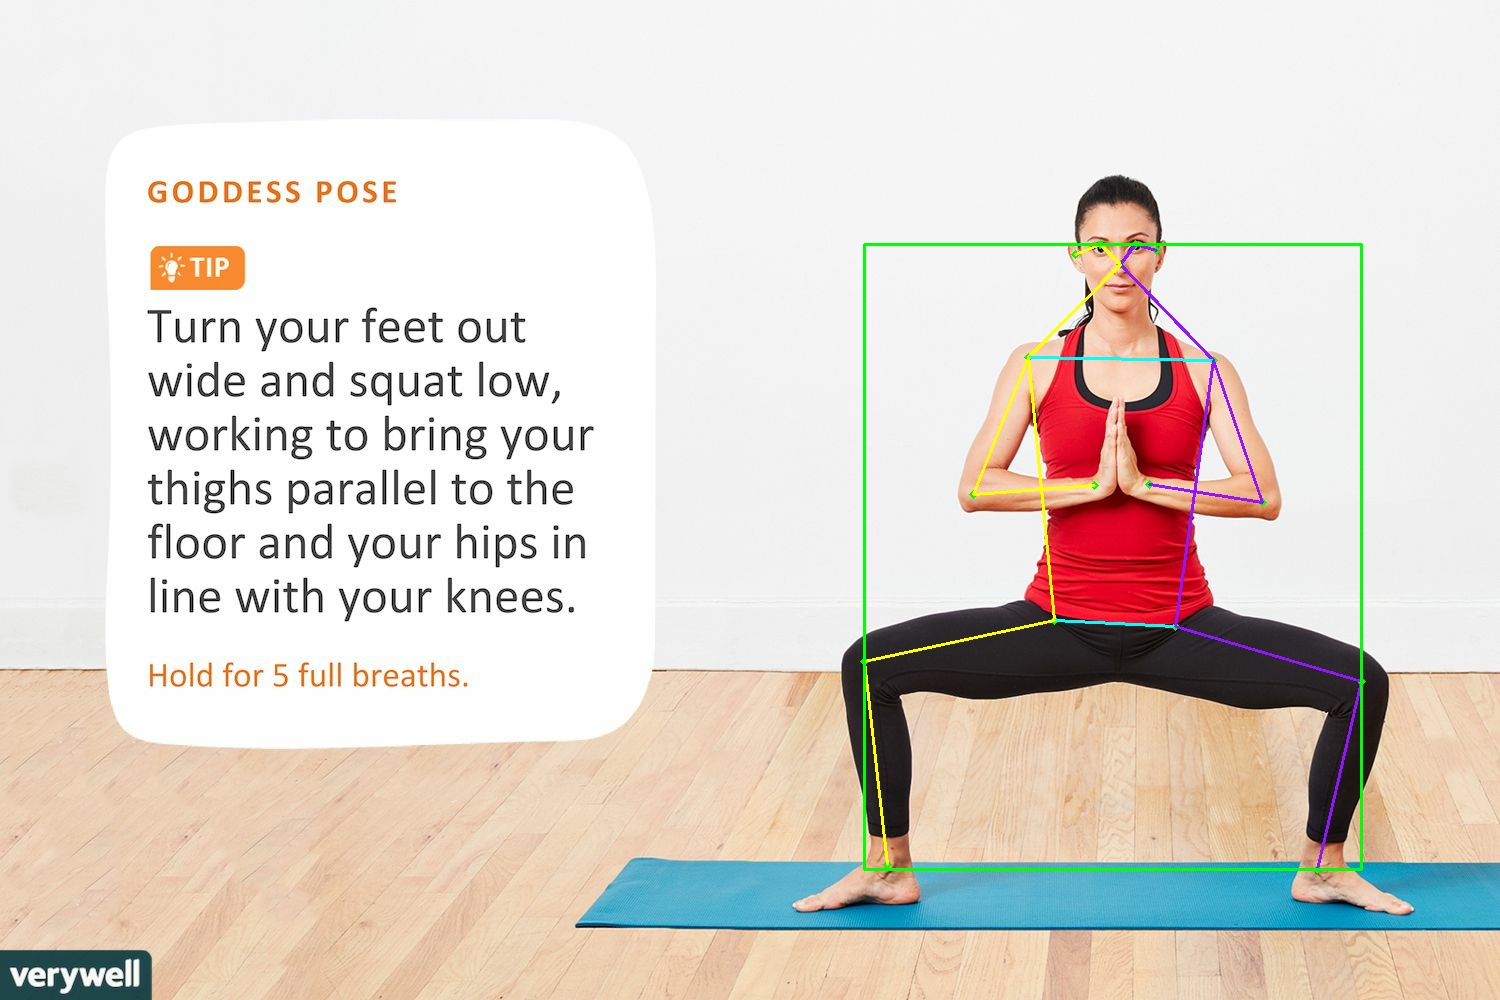 GODDESS POSE
TIP
Turn your feet out
wide and squat low,
working to bring your
thighs parallel to the
floor and your hips in
line with your knees.
Hold for 5 full breaths.
verywell